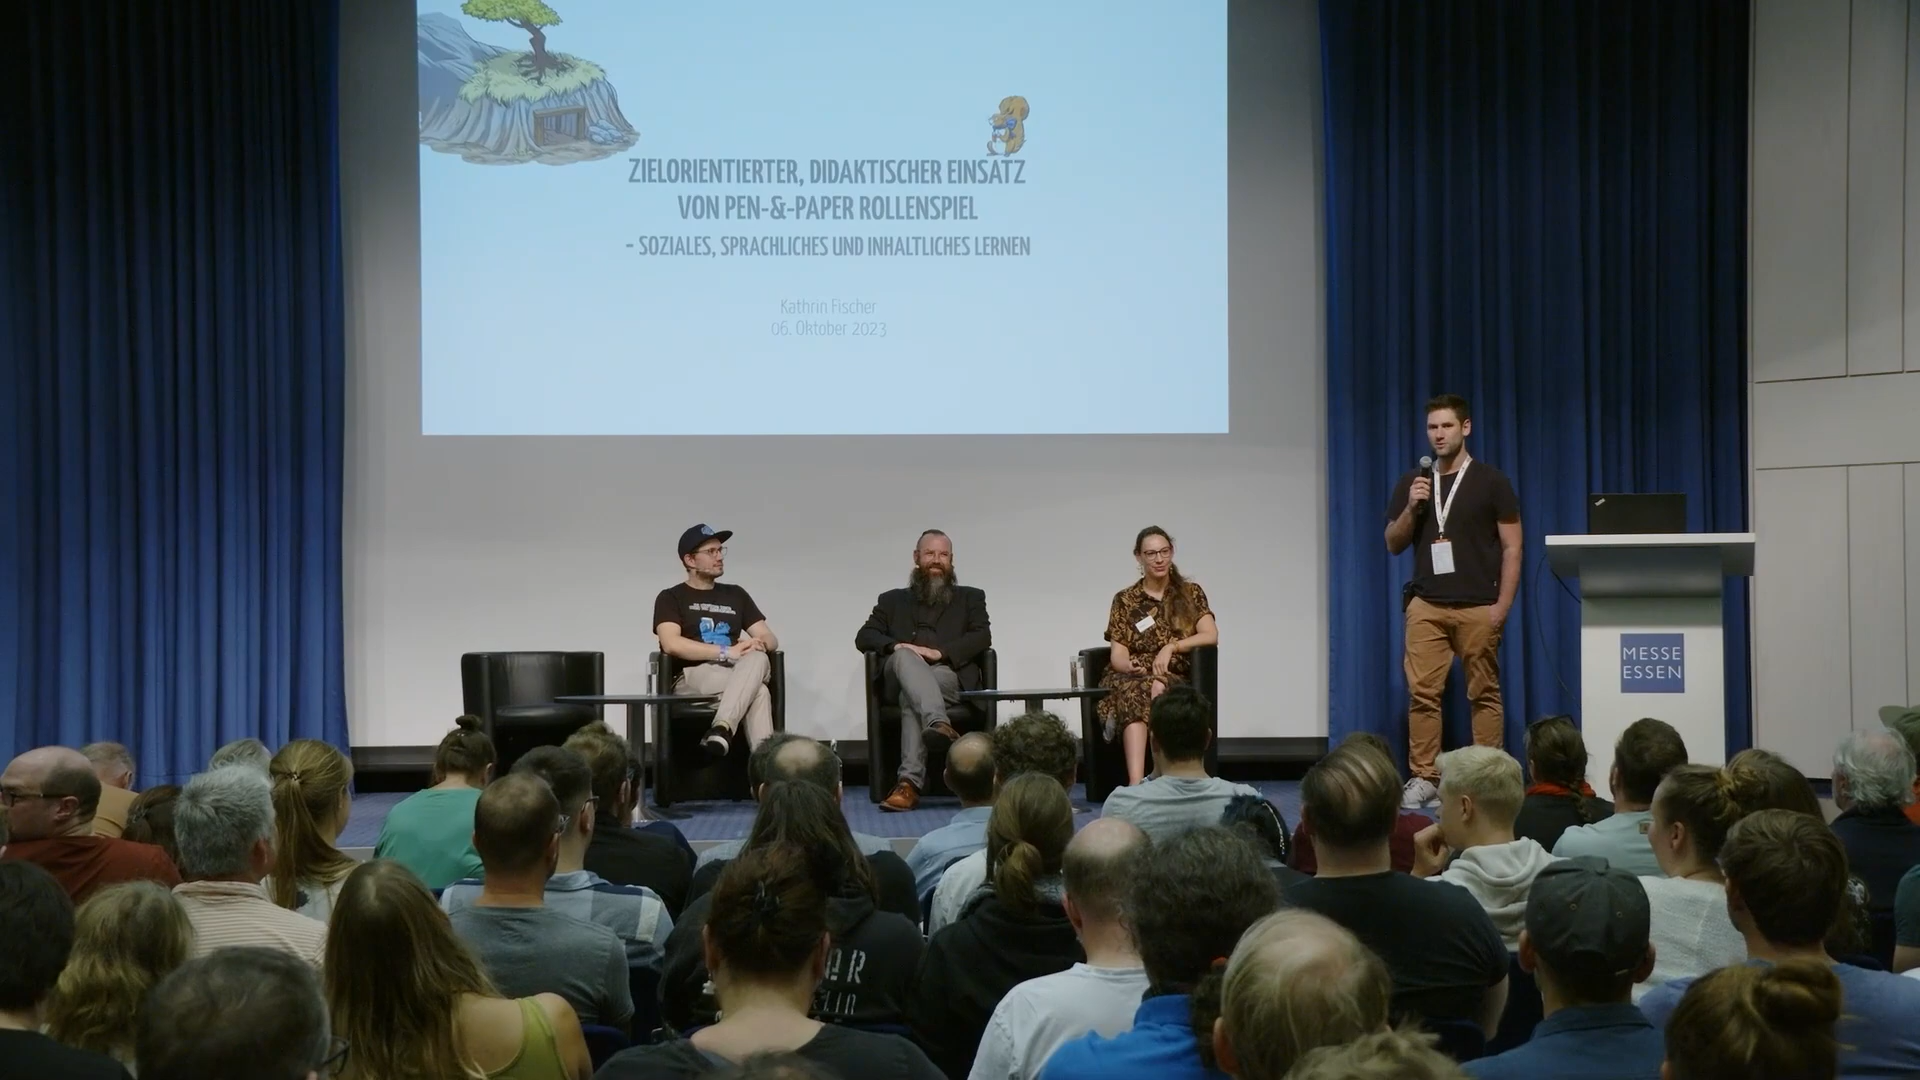 ZIELORIENTIERTER, DIDAKTISCHER EINSATZ
VON PEN-&-PAPER ROLLENSPIEL
- SOZIALES, SPRACHLICHES UND INHALTLICHES LERNEN
Kathrin Fischer
06. Oktober 2023
MESSE
ESSEN